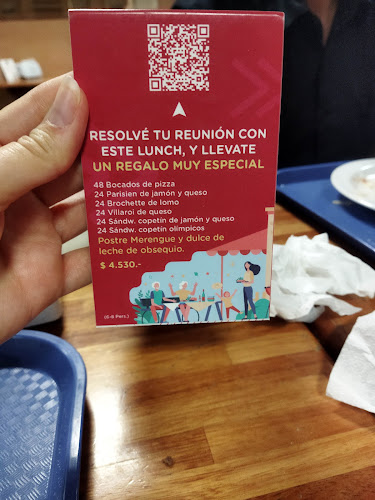 RESOLVÉ TU REUNIÓN CON
ESTE LUNCH, Y LLEVATE
UN REGALO MUY ESPECIAL
48 Bocados de pizza
24 Parisien de jamón y queso
24 Brochette de lomo
24 Villaroi de queso
24 Sándw. copetín de jamón y queso
24 Sándw. copetín olímpicos
Postre Merengue y dulce de
leche de obsequio.
$ 4.530.-
(6-8 Pers.)